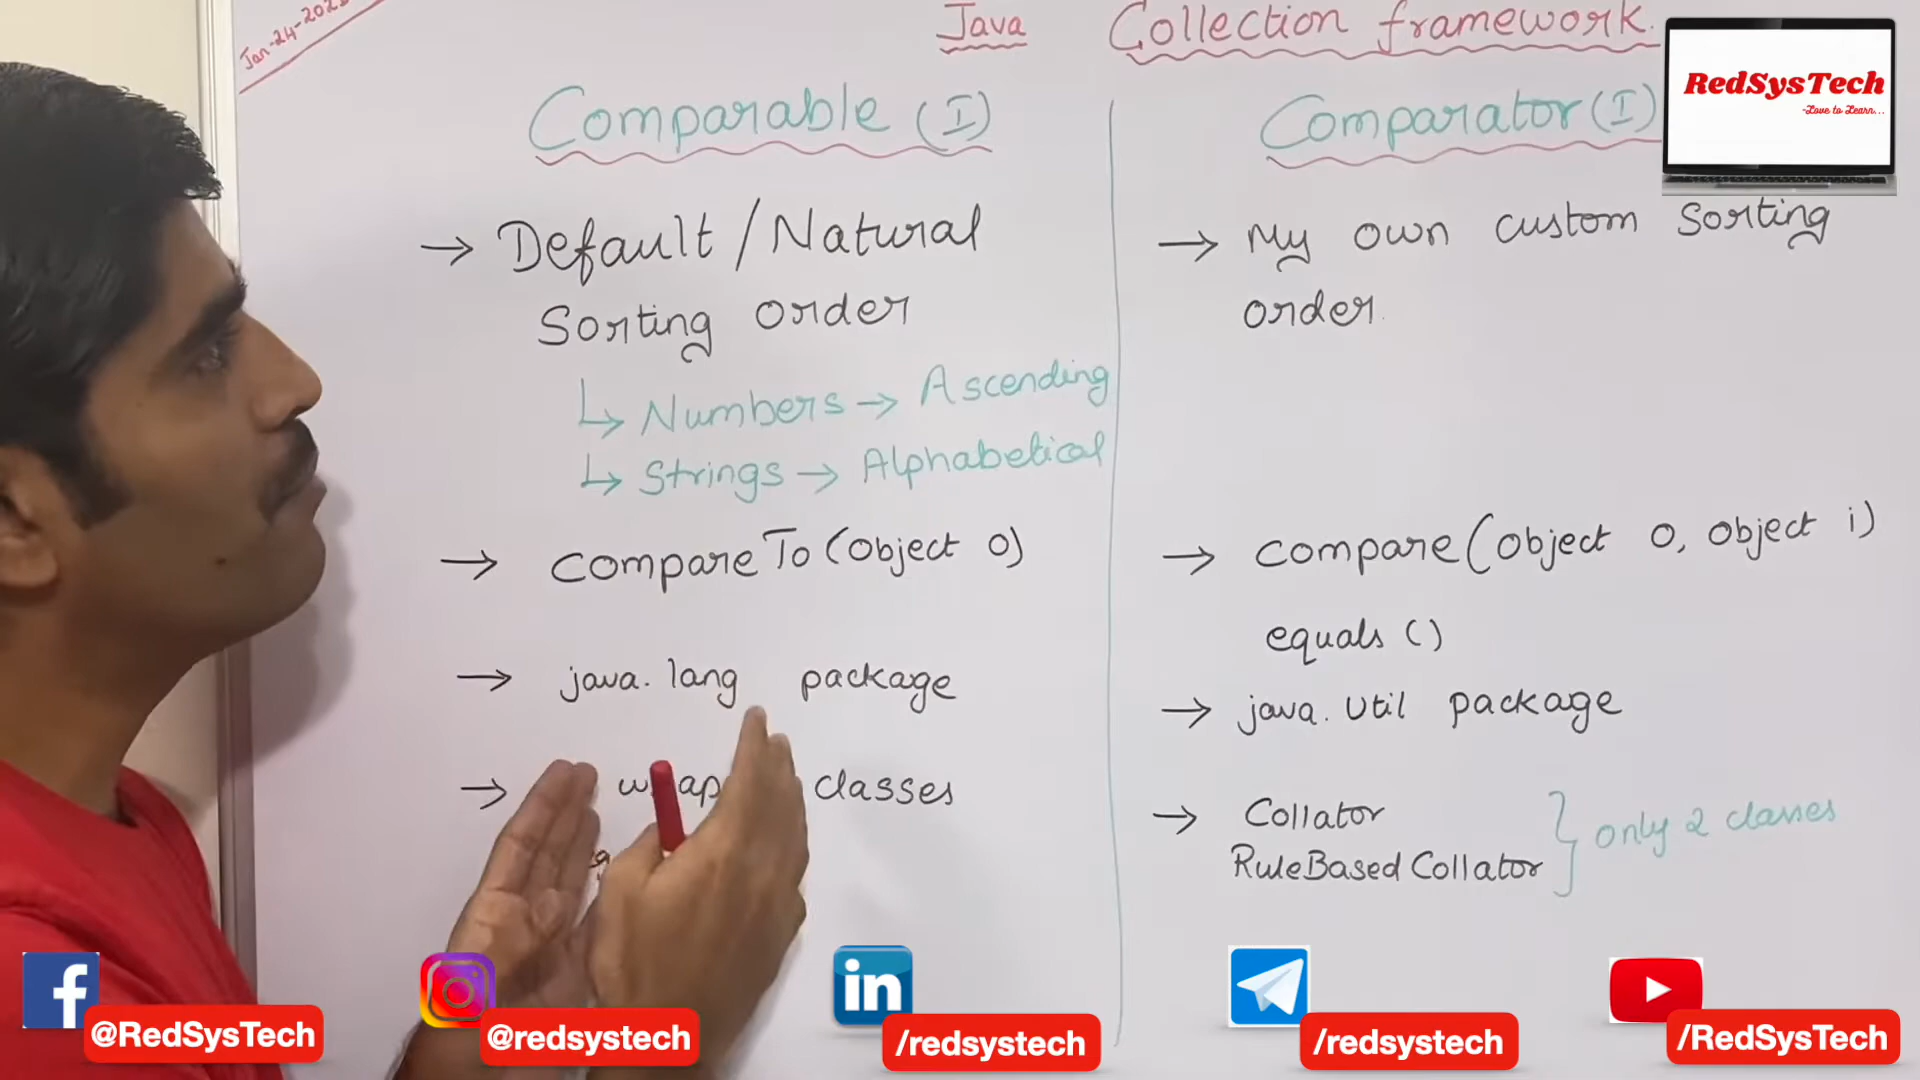 Jan-24-202
Java Collection framework.
RedSysTech
-Love to Learn...
Comparable (I)
→ Default/Natural
Sorting order
↳ Numbers → Ascending
↳ Strings → Alphabetical
→ compareTo(object o)
→ java.lang package
→ classes
Comparator (I)
→ My own custom sorting
order.
→ compare(object o, object i)
equals ()
→ java.util package
→ Collator
RuleBasedCollator } only 2 classes
@RedSysTech
@redsystech
/redsystech
/redsystech
/RedSysTech